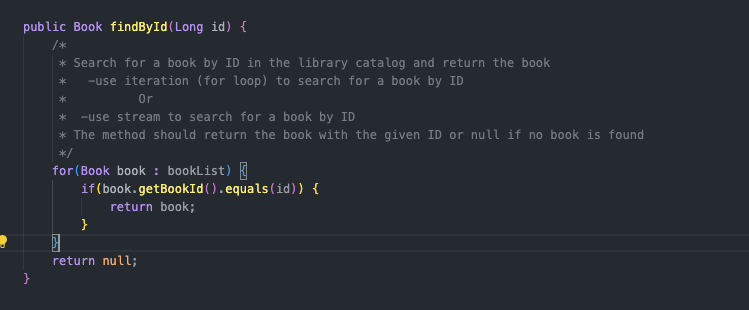 public Book findById(Long id) {
/*
* Search for a book by ID in the library catalog and return the book
*   -use iteration (for loop) to search for a book by ID
*          Or
*  -use stream to search for a book by ID
* The method should return the book with the given ID or null if no book is found
*/
for(Book book : bookList) {
if(book.getBookId().equals(id)) {
return book;
}
}
return null;
}